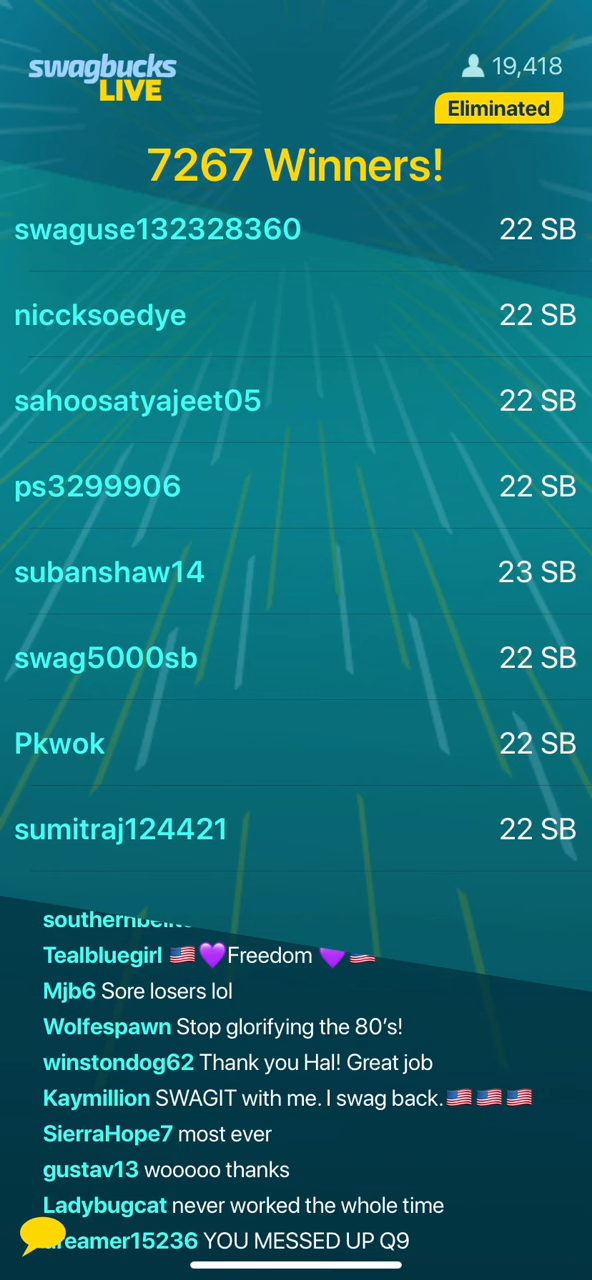 swagbucks
LIVE
19,418
Eliminated
7267 Winners!
swaguse132328360 22 SB
niccksoedye 22 SB
sahoosatyajeet05 22 SB
ps3299906 22 SB
subanshaw14 23 SB
swag5000sb 22 SB
Pkwok 22 SB
sumitraj124421 22 SB
Tealbluegirl 🇺🇸💜Freedom 💜🇺🇸
Mjb6 Sore losers lol
Wolfespawn Stop glorifying the 80's!
winstondog62 Thank you Hal! Great job
Kaymillion SWAGIT with me. I swag back.🇺🇸🇺🇸🇺🇸
SierraHope7 most ever
gustav13 wooooo thanks
Ladybugcat never worked the whole time
YOU MESSED UP Q9